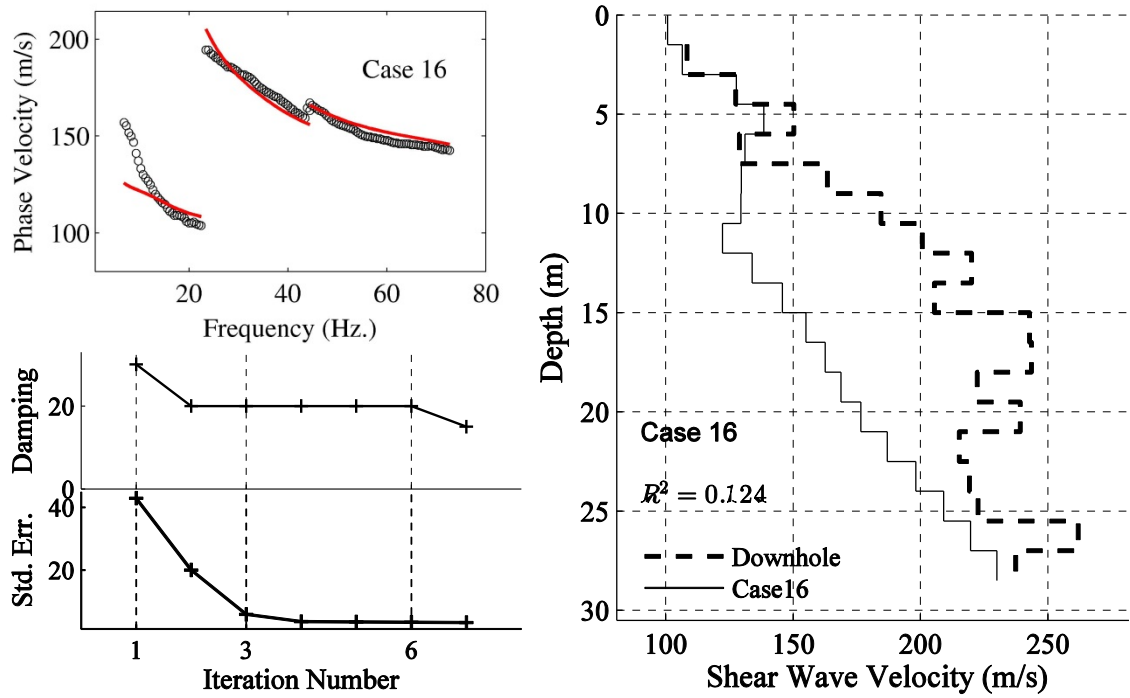 200
150
100
Phase Velocity (m/s)
Case 16
20 40 60 80
Frequency (Hz.)
Damping
20
0
Std. Err.
40
20
1 3 6
Iteration Number
0
5
10
15
20
25
30
Depth (m)
Case 16
R² = 0.124
Downhole
Case16
100 150 200 250
Shear Wave Velocity (m/s)